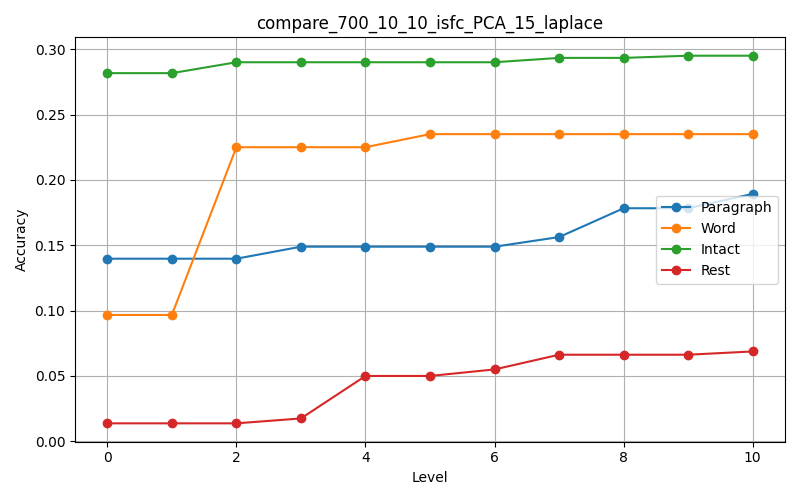 compare_700_10_10_isfc_PCA_15_laplace
0.30
0.25
0.20
0.15
0.10
0.05
0.00
Accuracy
Paragraph
Word
Intact
Rest
0 2 4 6 8 10
Level